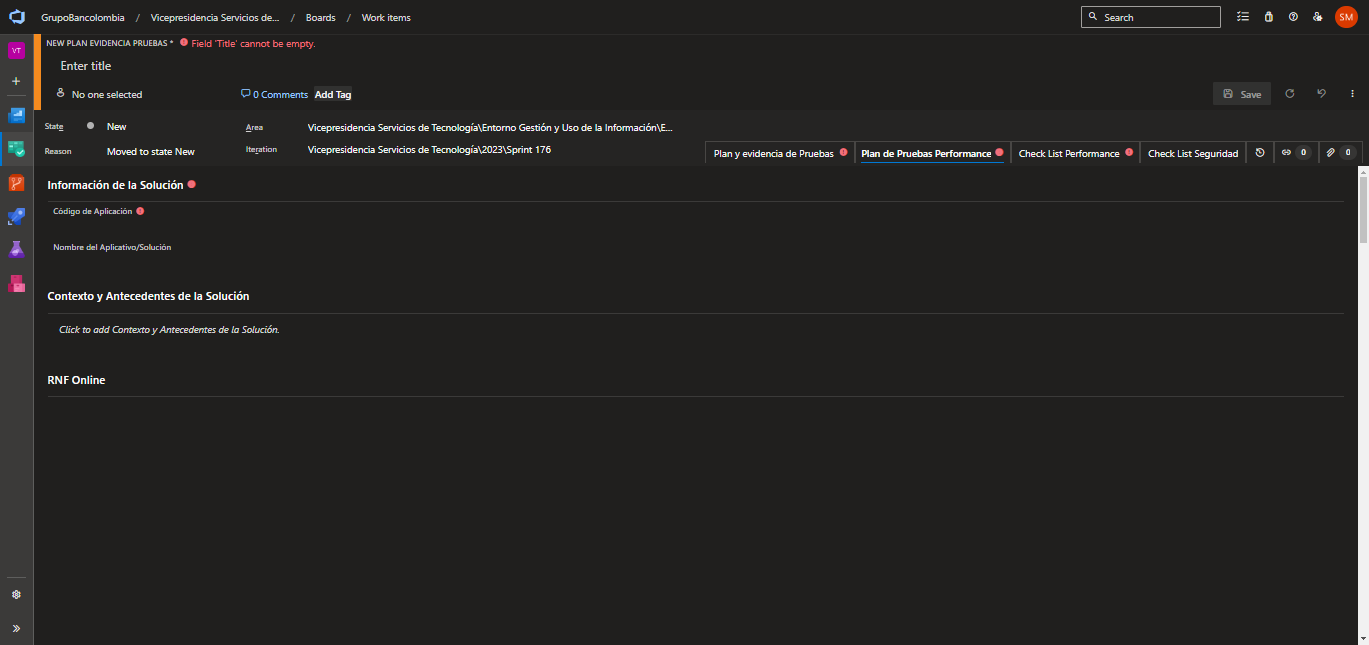 GrupoBancolombia / Vicepresidencia Servicios de... / Boards / Work items
Search
SM
VT
NEW PLAN EVIDENCIA PRUEBAS * Field 'Title' cannot be empty.
Enter title
No one selected
0 Comments
Add Tag
Save
State
New
Area
Vicepresidencia Servicios de Tecnología\Entorno Gestión y Uso de la Información\E...
Reason
Moved to state New
Iteration
Vicepresidencia Servicios de Tecnología\2023\Sprint 176
Plan y evidencia de Pruebas
Plan de Pruebas Performance
Check List Performance
Check List Seguridad
0
0
Información de la Solución
Código de Aplicación
Nombre del Aplicativo/Solución
Contexto y Antecedentes de la Solución
Click to add Contexto y Antecedentes de la Solución.
RNF Online